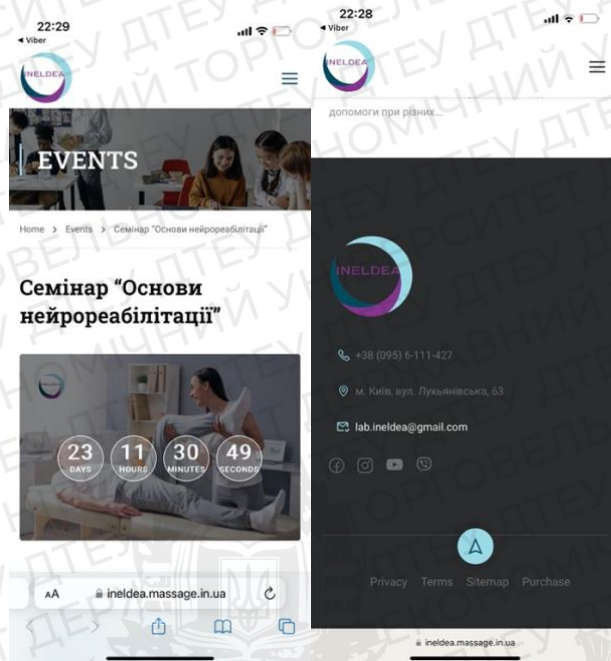 22:29
◄ Viber
INELDEA
EVENTS
Home > Events > Семінар "Основи нейрореабілітації"
Семінар “Основи
нейрореабілітації”
23 11 30 49
DAYS HOURS MINUTES SECONDS
AA ineldea.massage.in.ua
22:28
◄ Viber
INELDEA
допомоги при різних...
INELDEA
+38 (095) 6-111-427
м. Київ, вул. Лук'янівська, 63
lab.ineldea@gmail.com
Privacy Terms Sitemap Purchase
ineldea.massage.in.ua